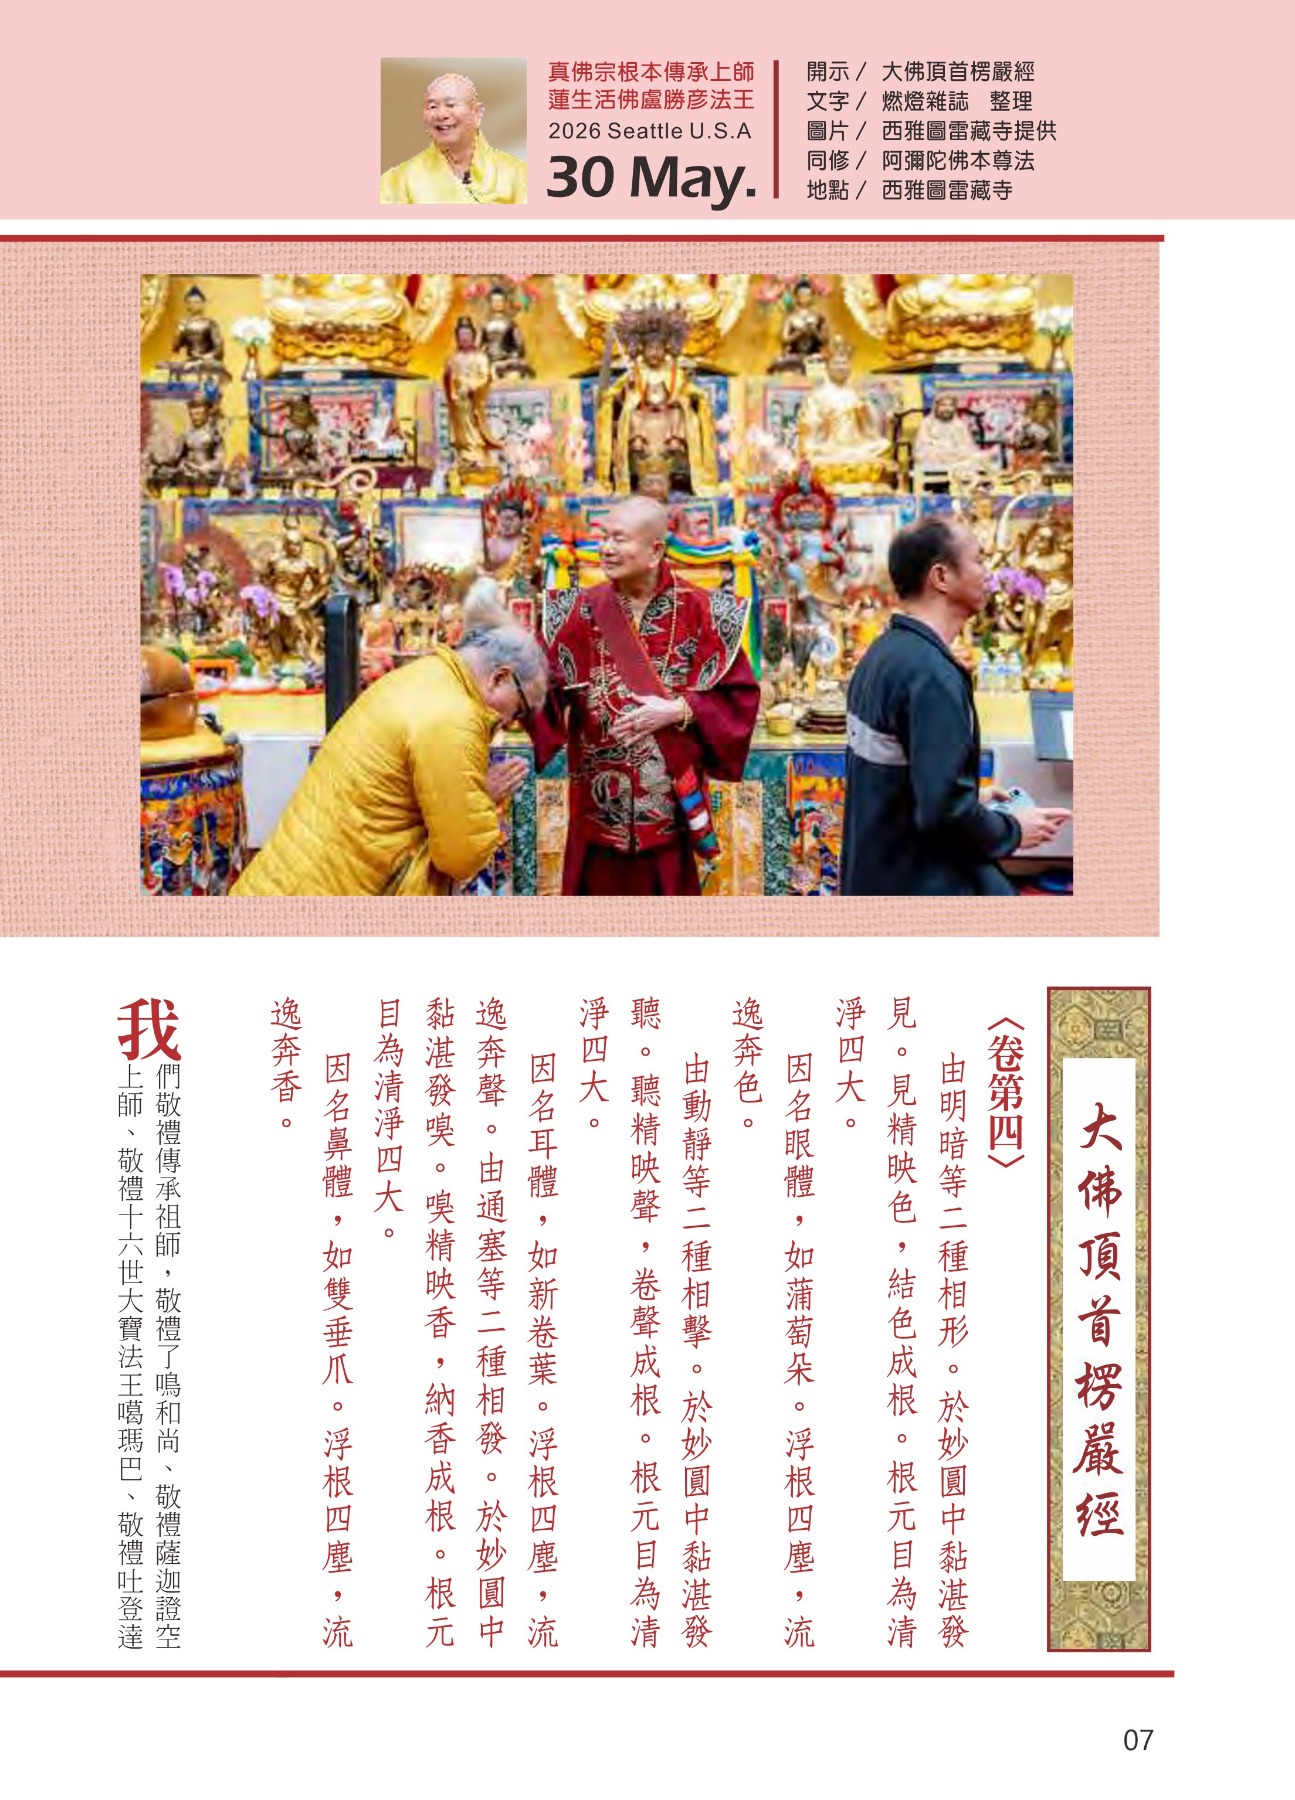 真佛宗根本傳承上師
蓮生活佛盧勝彥法王
2026 Seattle U.S.A
30 May.
開示 / 大佛頂首楞嚴經
文字 / 燃燈雜誌 整理
圖片 / 西雅圖雷藏寺提供
同修 / 阿彌陀佛本尊法
地點 / 西雅圖雷藏寺
大佛頂首楞嚴經
〈卷第四〉
由明暗等二種相形。於妙圓中黏湛發
見。見精映色，結色成根。根元目為清
淨四大。
因名眼體，如蒲萄朵。浮根四塵，流
逸奔色。
由動靜等二種相擊。於妙圓中黏湛發
聽。聽精映聲，卷聲成根。根元目為清
淨四大。
因名耳體，如新卷葉。浮根四塵，流
逸奔聲。由通塞等二種相發。於妙圓中
黏湛發嗅。嗅精映香，納香成根。根元
目為清淨四大。
因名鼻體，如雙垂爪。浮根四塵，流
逸奔香。
我們敬禮傳承祖師，敬禮了鳴和尚、敬禮薩迦證空
上師、敬禮十六世大寶法王噶瑪巴、敬禮吐登達
07